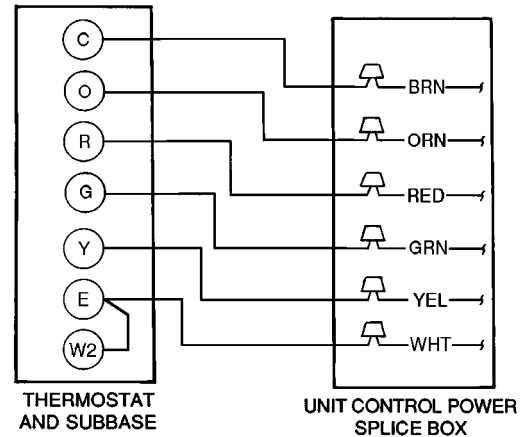 C
O
R
G
Y
E
W2
BRN
ORN
RED
GRN
YEL
WHT
THERMOSTAT
AND SUBBASE
UNIT CONTROL POWER
SPLICE BOX